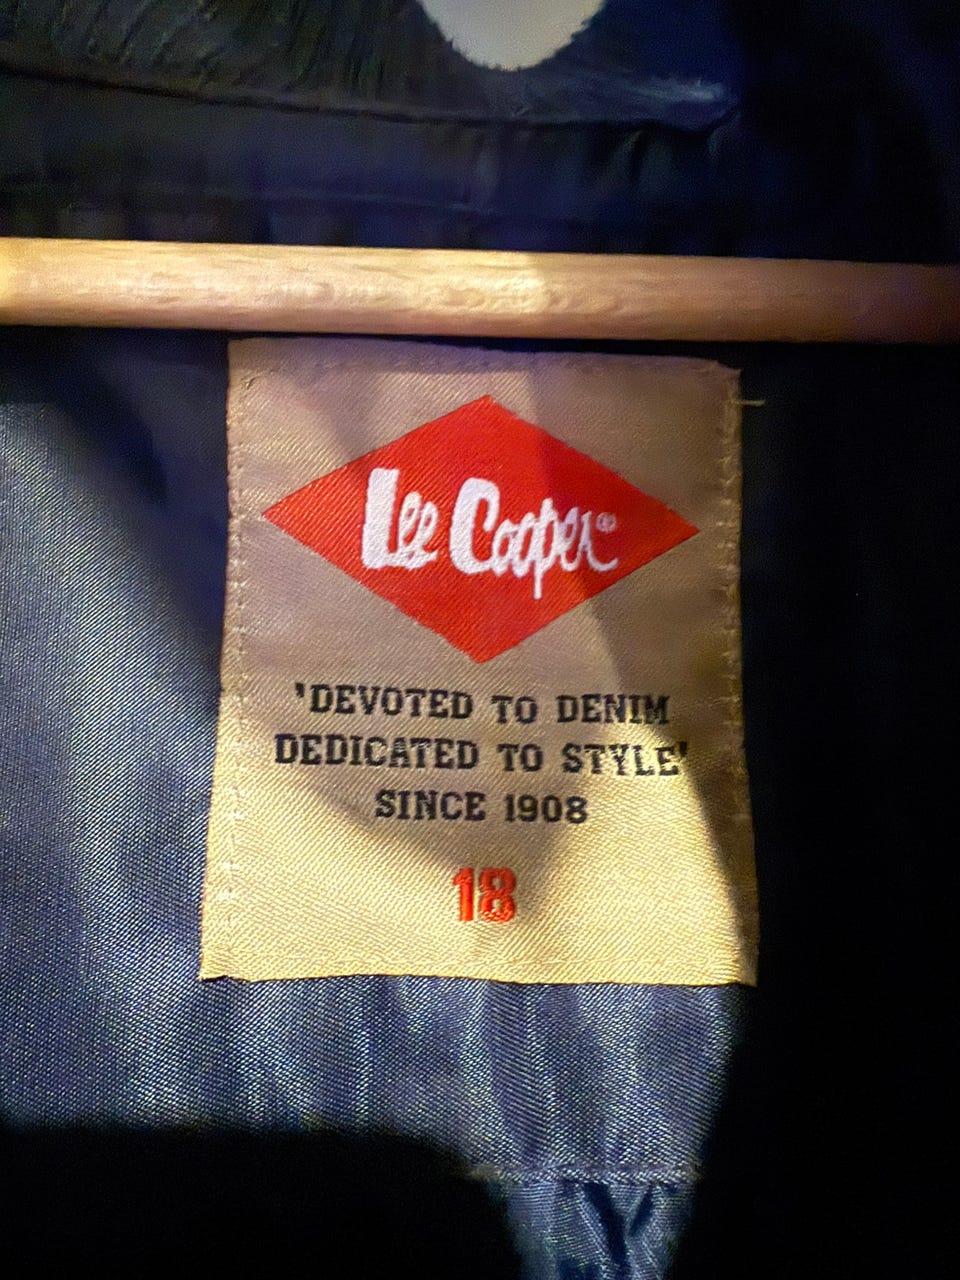 Lee Cooper®
'DEVOTED TO DENIM
DEDICATED TO STYLE'
SINCE 1908
18